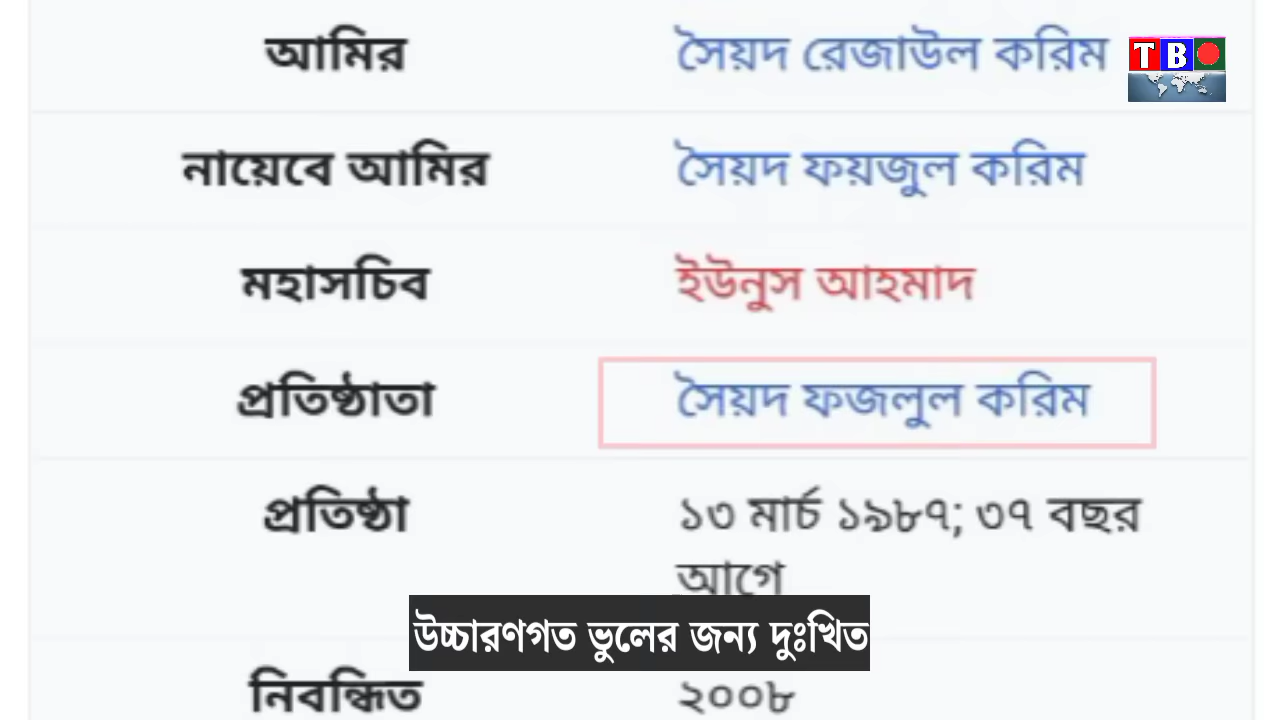 আমির সৈয়দ রেজাউল করিম
TB
নায়েবে আমির সৈয়দ ফয়জুল করিম
মহাসচিব ইউনুস আহমাদ
প্রতিষ্ঠাতা সৈয়দ ফজলুল করিম
প্রতিষ্ঠা ১৩ মার্চ ১৯৮৭; ৩৭ বছর
আগে
উচ্চারণগত ভুলের জন্য দুঃখিত
নিবন্ধিত ২০০৮